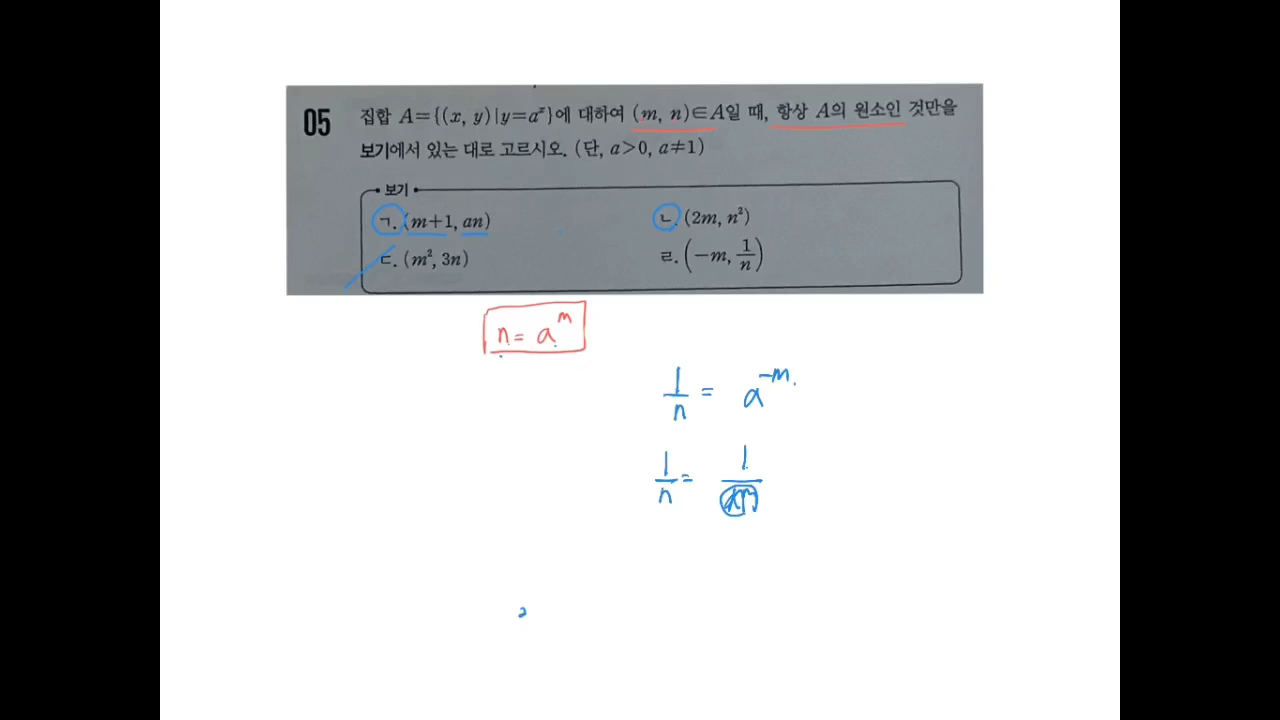 05 집합 A={(x, y)|y=aˣ}에 대하여 (m, n)∈A일 때, 항상 A의 원소인 것만을
보기에서 있는 대로 고르시오. (단, a>0, a≠1)
보기
ㄱ. (m+1, an) ㄴ. (2m, n²)
ㄷ. (m², 3n) ㄹ. (-m, 1/n)
n = a^m
1/n = a^-m
1/n = 1/a^m